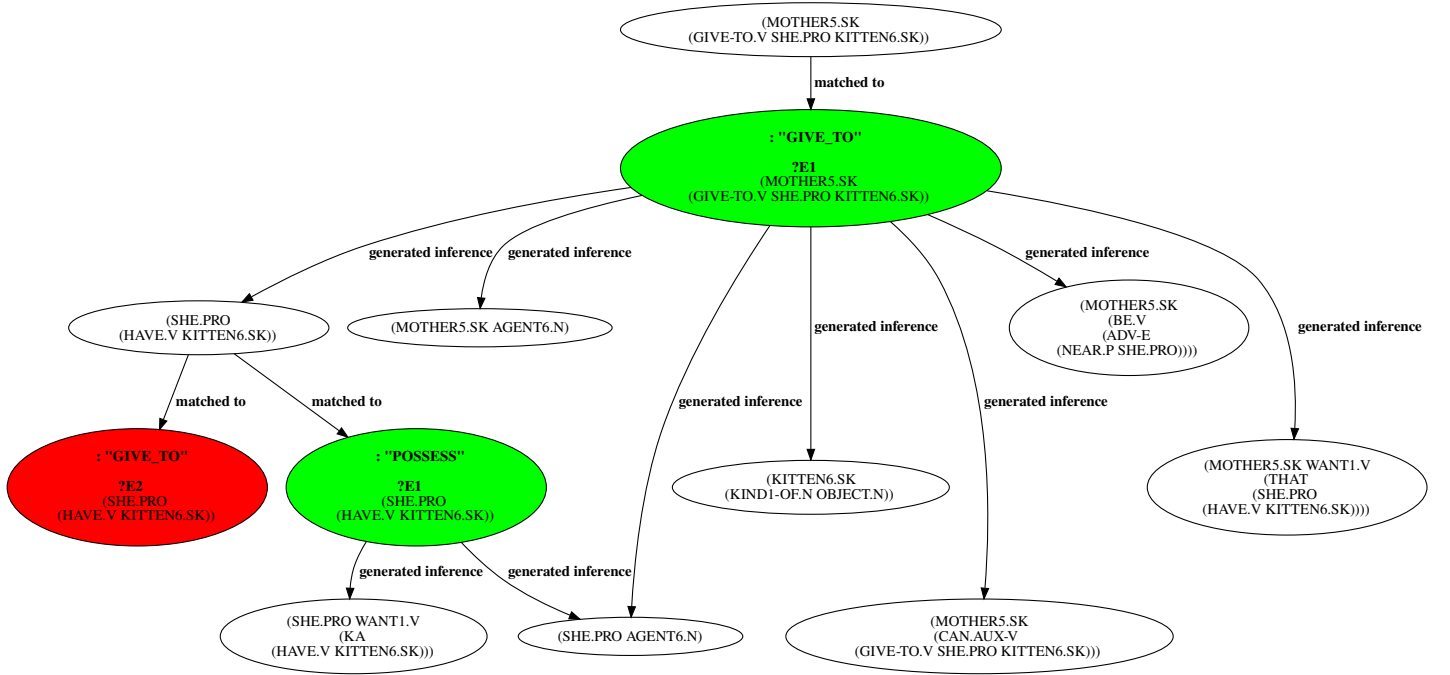 (MOTHER5.SK
(GIVE-TO.V SHE.PRO KITTEN6.SK))
matched to
: "GIVE_TO"
?E1
(MOTHER5.SK
(GIVE-TO.V SHE.PRO KITTEN6.SK))
generated inference
generated inference
generated inference
generated inference
generated inference
generated inference
generated inference
(SHE.PRO
(HAVE.V KITTEN6.SK))
(MOTHER5.SK AGENT6.N)
(MOTHER5.SK
(BE.V
(ADV-E
(NEAR.P SHE.PRO))))
matched to
matched to
: "GIVE_TO"
?E2
(SHE.PRO
(HAVE.V KITTEN6.SK))
: "POSSESS"
?E1
(SHE.PRO
(HAVE.V KITTEN6.SK))
(KITTEN6.SK
(KIND1-OF.N OBJECT.N))
(MOTHER5.SK WANT1.V
(THAT
(SHE.PRO
(HAVE.V KITTEN6.SK))))
generated inference
generated inference
(SHE.PRO WANT1.V
(KA
(HAVE.V KITTEN6.SK)))
(SHE.PRO AGENT6.N)
(MOTHER5.SK
(CAN.AUX-V
(GIVE-TO.V SHE.PRO KITTEN6.SK)))